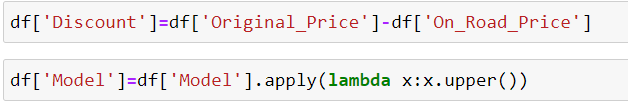 df['Discount']=df['Original_Price']-df['On_Road_Price']
df['Model']=df['Model'].apply(lambda x:x.upper())